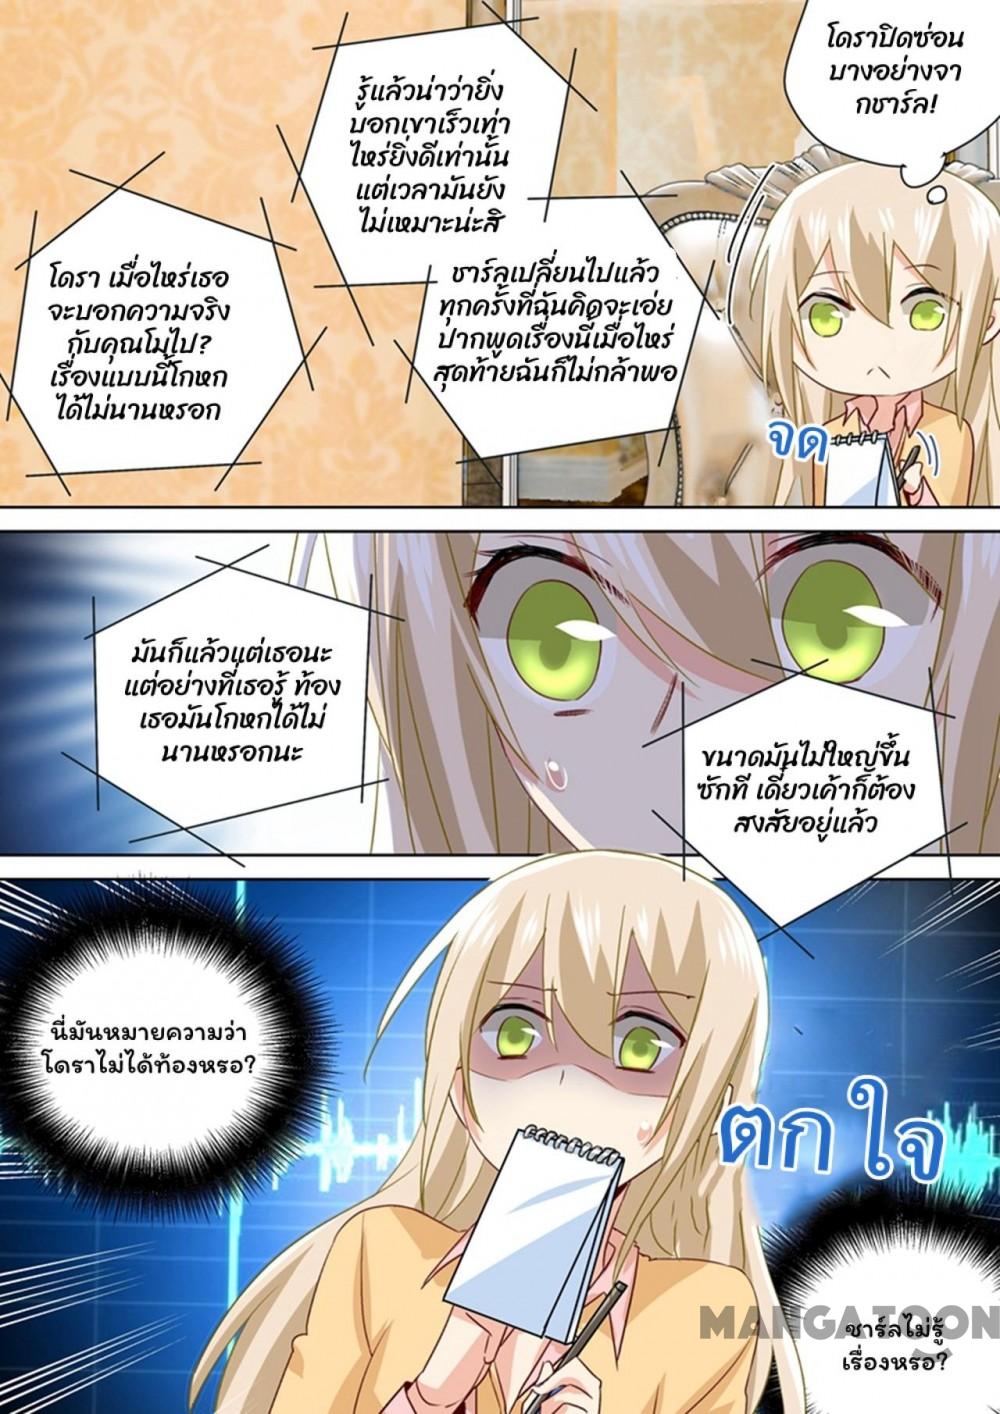 โดราปิดซ่อน
บางอย่างจา
กชาร์ล!
รู้แล้วน่าว่ายิ่ง
บอกเขาเร็วเท่า
ไหร่ยิ่งดีเท่านั้น
แต่เวลามันยัง
ไม่เหมาะน่ะสิ
โดรา เมื่อไหร่เธอ
จะบอกความจริง
กับคุณโมไป?
เรื่องแบบนี้โกหก
ได้ไม่นานหรอก
ชาร์ลเปลี่ยนไปแล้ว
ทุกครั้งที่ฉันคิดจะเอ่ย
ปากพูดเรื่องนี้เมื่อไหร่
สุดท้ายฉันก็ไม่กล้าพอ
จด
มันก็แล้วแต่เธอนะ
แต่อย่างที่เธอรู้ ท้อง
เธอมันโกหกได้ไม่
นานหรอกนะ
ขนาดมันไม่ใหญ่ขึ้น
ซักที เดี๋ยวเค้าก็ต้อง
สงสัยอยู่แล้ว
นี่มันหมายความว่า
โดราไม่ได้ท้องหรอ?
ตกใจ
ชาร์ลไม่รู้
เรื่องหรอ?
MANGATOON